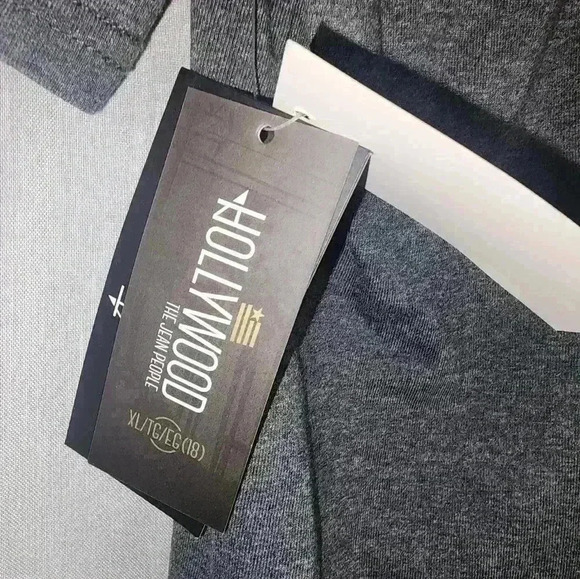 HOLLYWOOD
THE JEAN PEOPLE
XL/TG/EG (18)